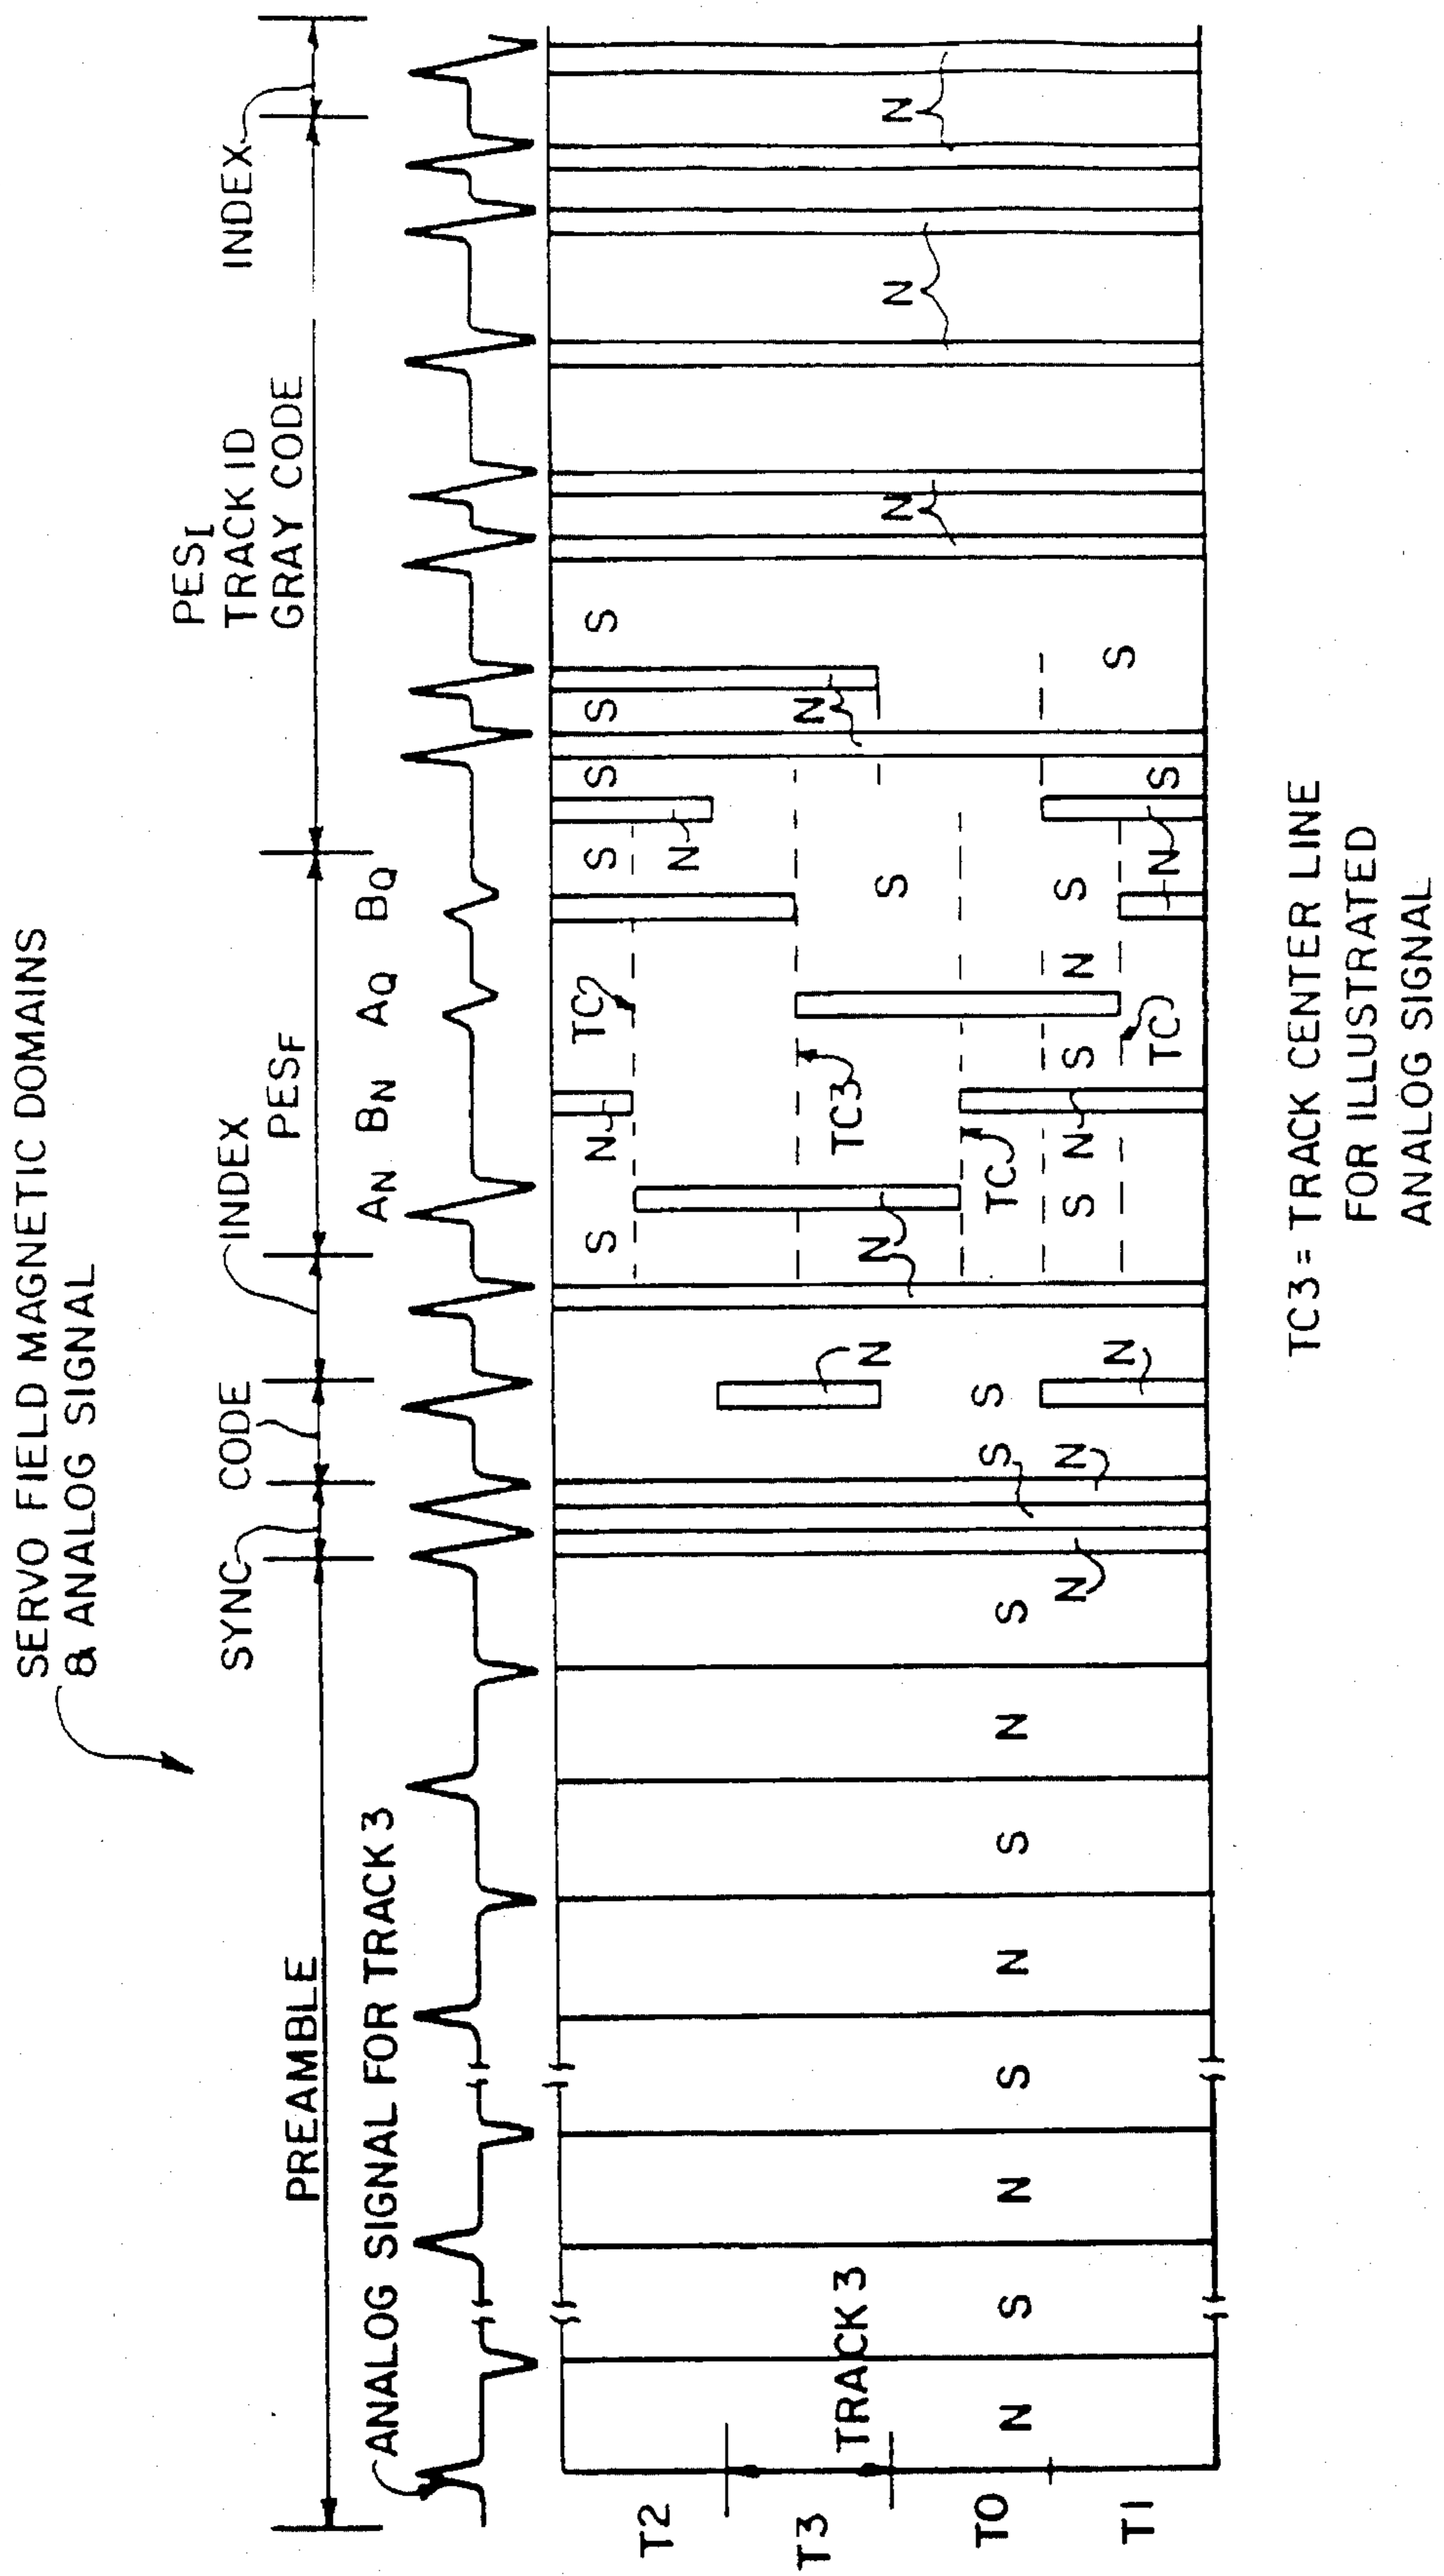 SERVO FIELD MAGNETIC DOMAINS
& ANALOG SIGNAL
PREAMBLE
SYNC
CODE
INDEX
PESF
AN BN AQ BQ
PESI
TRACK ID
GRAY CODE
INDEX
ANALOG SIGNAL FOR TRACK 3
T2
T3
T0
T1
TRACK 3
N
S
N
S
N
S
N
S
N
S
N
S
N
S
N
N
N
S
N
S
N
N
S
N
TC
TC3
TC
TC
S
N
S
N
S
S
S
N
N
S
S
S
N
S
S
N
N
N
TC3 = TRACK CENTER LINE
FOR ILLUSTRATED
ANALOG SIGNAL